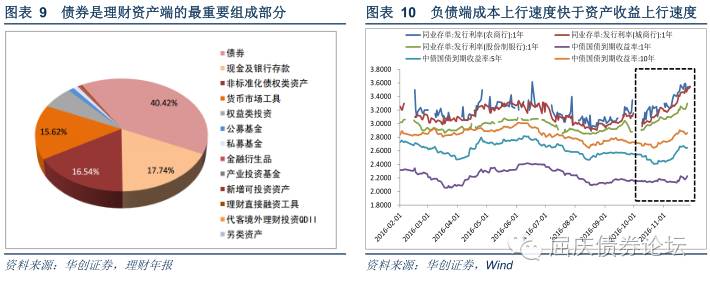 图表 9 债券是理财资产端的最重要组成部分
债券
现金及银行存款
非标准化债权类资产
货币市场工具
权益类投资
公募基金
私募基金
金融衍生品
产业投资基金
新增可投资资产
理财直接融资工具
代客境外理财投资QDII
另类资产
40.42%
17.74%
16.54%
15.62%
资料来源：华创证券，理财年报
图表 10 负债端成本上行速度快于资产收益上行速度
同业存单:发行利率(农商行):1年
同业存单:发行利率(城商行):1年
同业存单:发行利率(股份制银行):1年
中债国债到期收益率:1年
中债国债到期收益率:5年
中债国债到期收益率:10年
3.8000
3.6000
3.4000
3.2000
3.0000
2.8000
2.6000
2.4000
2.2000
2.0000
1.8000
2016-02-01
2016-03-01
2016-04-01
2016-05-01
2016-06-01
2016-07-01
2016-08-01
2016-09-01
2016-10-01
2016-11-01
资料来源：华创证券，Wind
屈庆债券论坛